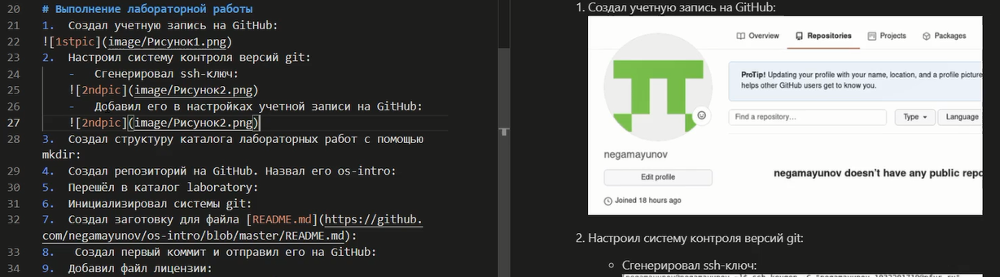 20 # Выполнение лабораторной работы
21 1. Создал учетную запись на GitHub:
22 ![1stpic](image/Рисунок1.png)
23 2. Настроил систему контроля версий git:
24 - Сгенерировал ssh-ключ:
25 ![2ndpic](image/Рисунок2.png)
26 - Добавил его в настройках учетной записи на GitHub:
27 ![2ndpic](image/Рисунок2.png)
28 3. Создал структуру каталога лабораторных работ с помощью
mkdir:
29 4. Создал репозиторий на GitHub. Назвал его os-intro:
30 5. Перешёл в каталог laboratory:
31 6. Инициализировал системы git:
32 7. Создал заготовку для файла [README.md](https://github.
com/negamayunov/os-intro/blob/master/README.md):
33 8. Создал первый коммит и отправил его на GitHub:
34 9. Добавил файл лицензии:
1. Создал учетную запись на GitHub:
Overview Repositories Projects Packages
ProTip! Updating your profile with your name, location, and a profile picture
helps other GitHub users get to know you.
Find a repository...
Type
Language
negamayunov
Edit profile
Joined 18 hours ago
negamayunov doesn't have any public repo
2. Настроил систему контроля версий git:
Сгенерировал ssh-ключ: